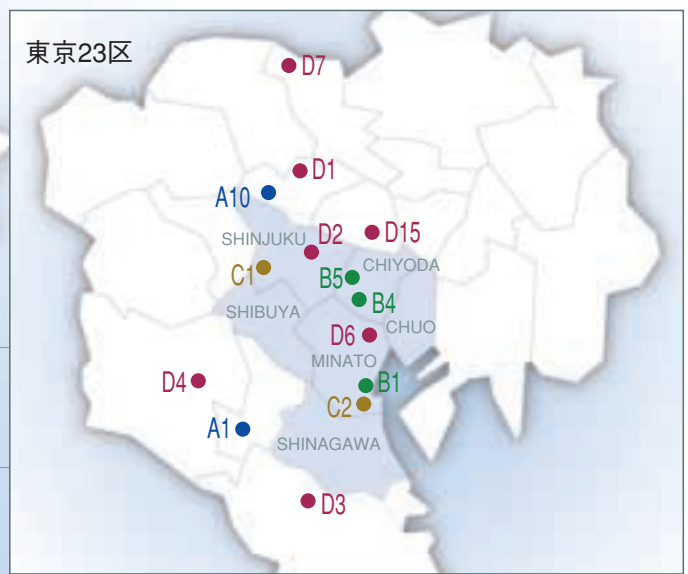 東京23区
D7
D1
A10
D15
SHINJUKU
D2
CHIYODA
C1
B5
B4
SHIBUYA
CHUO
D6
MINATO
D4
B1
C2
A1
SHINAGAWA
D3